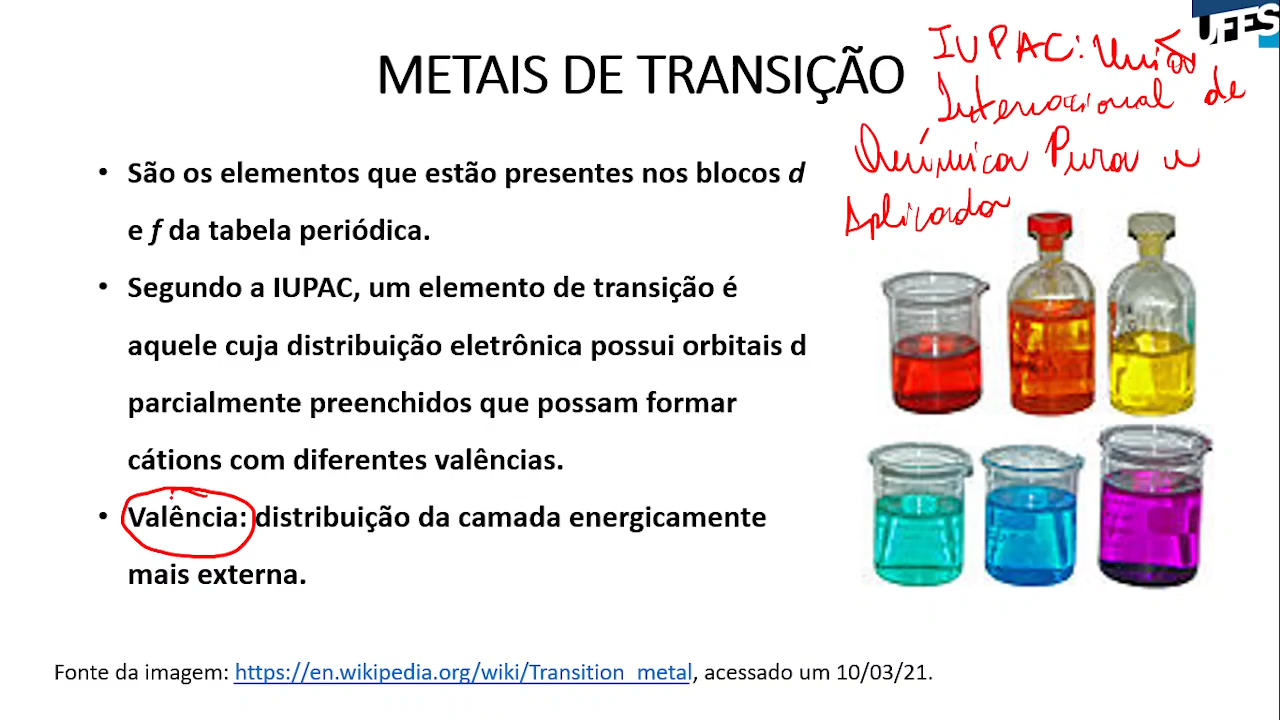 UFES
IUPAC: União
Internacional de
Química Pura e
Aplicada
METAIS DE TRANSIÇÃO
• São os elementos que estão presentes nos blocos d
e f da tabela periódica.
• Segundo a IUPAC, um elemento de transição é
aquele cuja distribuição eletrônica possui orbitais d
parcialmente preenchidos que possam formar
cátions com diferentes valências.
• Valência: distribuição da camada energicamente
mais externa.
Fonte da imagem: https://en.wikipedia.org/wiki/Transition_metal, acessado um 10/03/21.